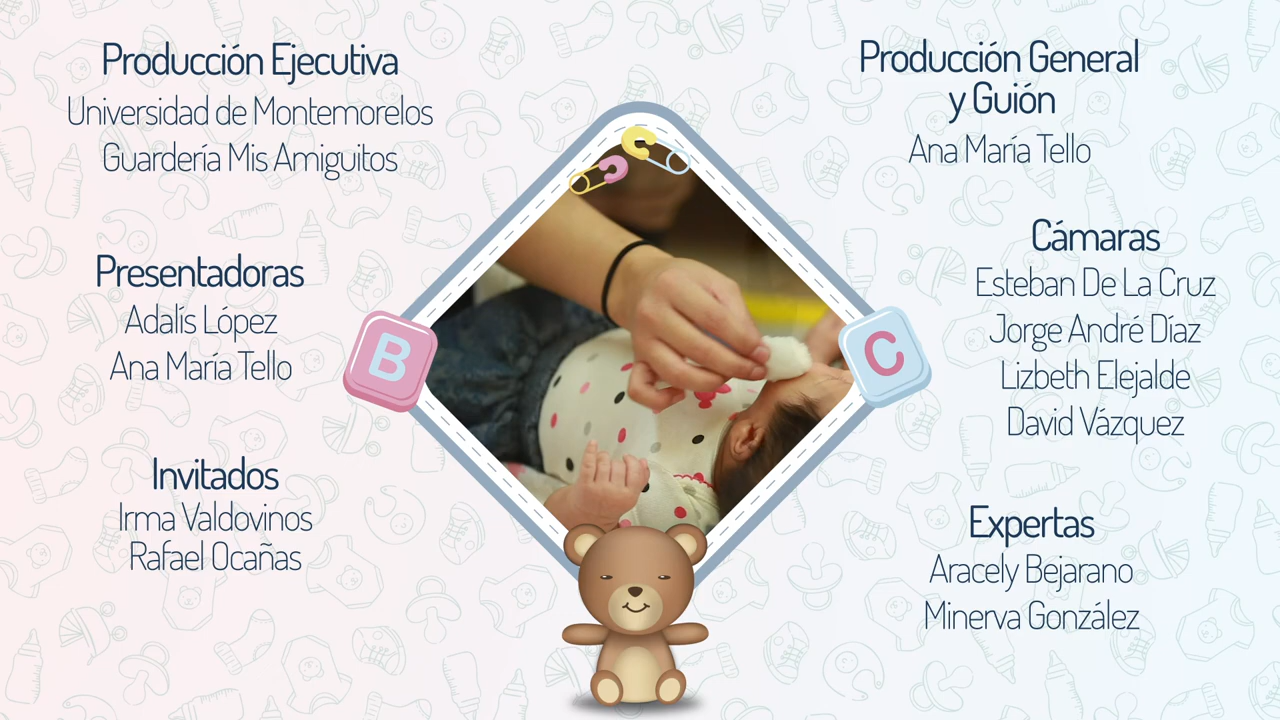 Producción Ejecutiva
Universidad de Montemorelos
Guardería Mis Amiguitos
Presentadoras
Adalís López
Ana María Tello
Invitados
Irma Valdovinos
Rafael Ocañas
B
C
Producción General
y Guión
Ana María Tello
Cámaras
Esteban De La Cruz
Jorge André Díaz
Lizbeth Elejalde
David Vázquez
Expertas
Aracely Bejarano
Minerva González